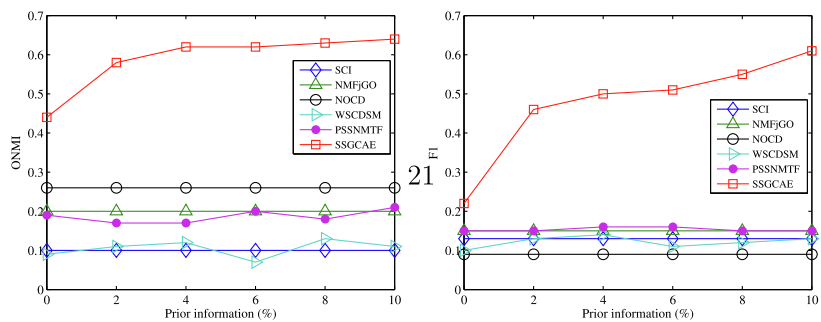 0.7
0.6
0.5
0.4
0.3
0.2
0.1
0
0 2 4 6 8 10
ONMI
Prior information (%)
SCI
NMFjGO
NOCD
WSCDSM
PSSNMTF
SSGCAE
21
0.7
0.6
0.5
0.4
0.3
0.2
0.1
0
0 2 4 6 8 10
F1
Prior information (%)
SCI
NMFjGO
NOCD
WSCDSM
PSSNMTF
SSGCAE